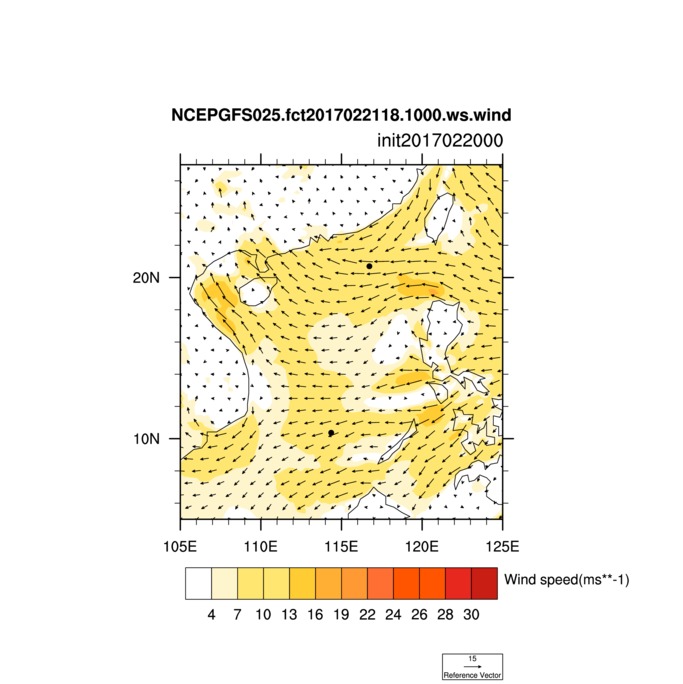 NCEPGFS025.fct2017022118.1000.ws.wind
init2017022000
20N
10N
105E 110E 115E 120E 125E
Wind speed(ms**-1)
4 7 10 13 16 19 22 24 26 28 30
15
Reference Vector